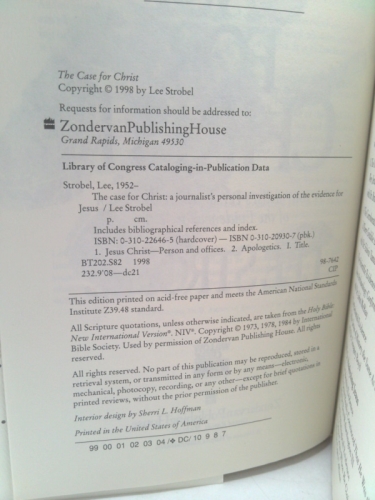 The Case for Christ
Copyright © 1998 by Lee Strobel
Requests for information should be addressed to:
ZondervanPublishingHouse
Grand Rapids, Michigan 49530
Library of Congress Cataloging-in-Publication Data
Strobel, Lee, 1952–
The case for Christ: a journalist's personal investigation of the evidence for
Jesus / Lee Strobel
p. cm.
Includes bibliographical references and index.
ISBN: 0-310-22646-5 (hardcover) — ISBN 0-310-20930-7 (pbk.)
1. Jesus Christ—Person and offices. 2. Apologetics. I. Title.
BT202.S82 1998
232.9'08—dc21
98-7642
CIP
This edition printed on acid-free paper and meets the American National Standards
Institute Z39.48 standard.
All Scripture quotations, unless otherwise indicated, are taken from the Holy Bible:
New International Version®. NIV®. Copyright © 1973, 1978, 1984 by International
Bible Society. Used by permission of Zondervan Publishing House. All rights
reserved.
All rights reserved. No part of this publication may be reproduced, stored in a
retrieval system, or transmitted in any form or by any means—electronic,
mechanical, photocopy, recording, or any other—except for brief quotations in
printed reviews, without the prior permission of the publisher.
Interior design by Sherri L. Hoffman
Printed in the United States of America
99 00 01 02 03 04 /❖ DC/ 10 9 8 7